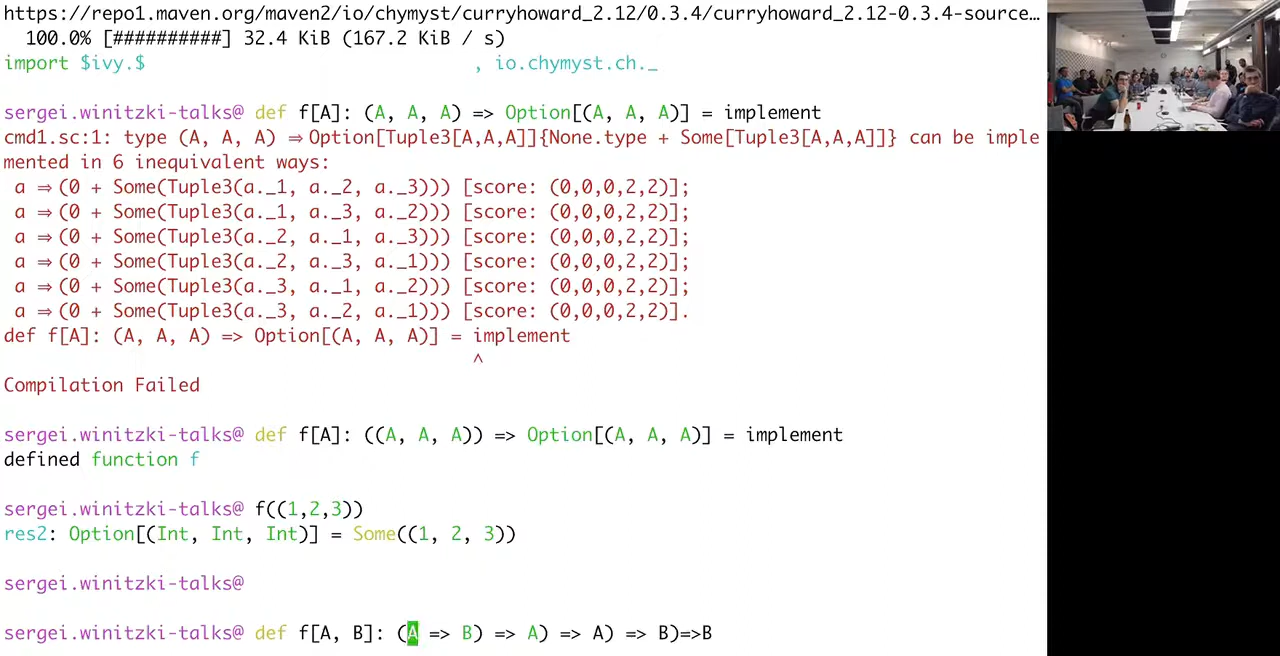 https://repo1.maven.org/maven2/io/chymyst/curryhoward_2.12/0.3.4/curryhoward_2.12-0.3.4-source…
100.0% [##########] 32.4 KiB (167.2 KiB / s)
import $ivy.$ , io.chymyst.ch._
sergei.winitzki-talks@ def f[A]: (A, A, A) => Option[(A, A, A)] = implement
cmd1.sc:1: type (A, A, A) ⇒ Option[Tuple3[A,A,A]]{None.type + Some[Tuple3[A,A,A]]} can be imple
mented in 6 inequivalent ways:
a ⇒ (0 + Some(Tuple3(a._1, a._2, a._3))) [score: (0,0,0,2,2)];
a ⇒ (0 + Some(Tuple3(a._1, a._3, a._2))) [score: (0,0,0,2,2)];
a ⇒ (0 + Some(Tuple3(a._2, a._1, a._3))) [score: (0,0,0,2,2)];
a ⇒ (0 + Some(Tuple3(a._2, a._3, a._1))) [score: (0,0,0,2,2)];
a ⇒ (0 + Some(Tuple3(a._3, a._1, a._2))) [score: (0,0,0,2,2)];
a ⇒ (0 + Some(Tuple3(a._3, a._2, a._1))) [score: (0,0,0,2,2)].
def f[A]: (A, A, A) => Option[(A, A, A)] = implement
^
Compilation Failed
sergei.winitzki-talks@ def f[A]: ((A, A, A)) => Option[(A, A, A)] = implement
defined function f
sergei.winitzki-talks@ f((1,2,3))
res2: Option[(Int, Int, Int)] = Some((1, 2, 3))
sergei.winitzki-talks@
sergei.winitzki-talks@ def f[A, B]: (A => B) => A) => A) => B)=>B